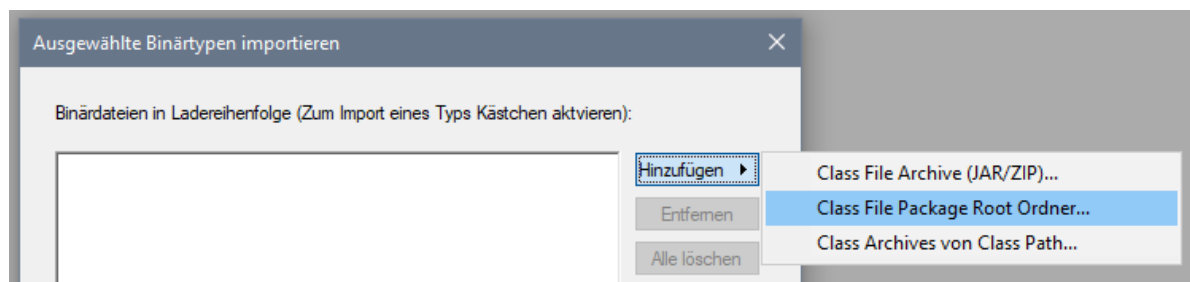 Ausgewählte Binärtypen importieren
Binärdateien in Ladereihenfolge (Zum Import eines Typs Kästchen aktvieren):
Hinzufügen
Class File Archive (JAR/ZIP)...
Entfernen
Class File Package Root Ordner...
Alle löschen
Class Archives von Class Path...